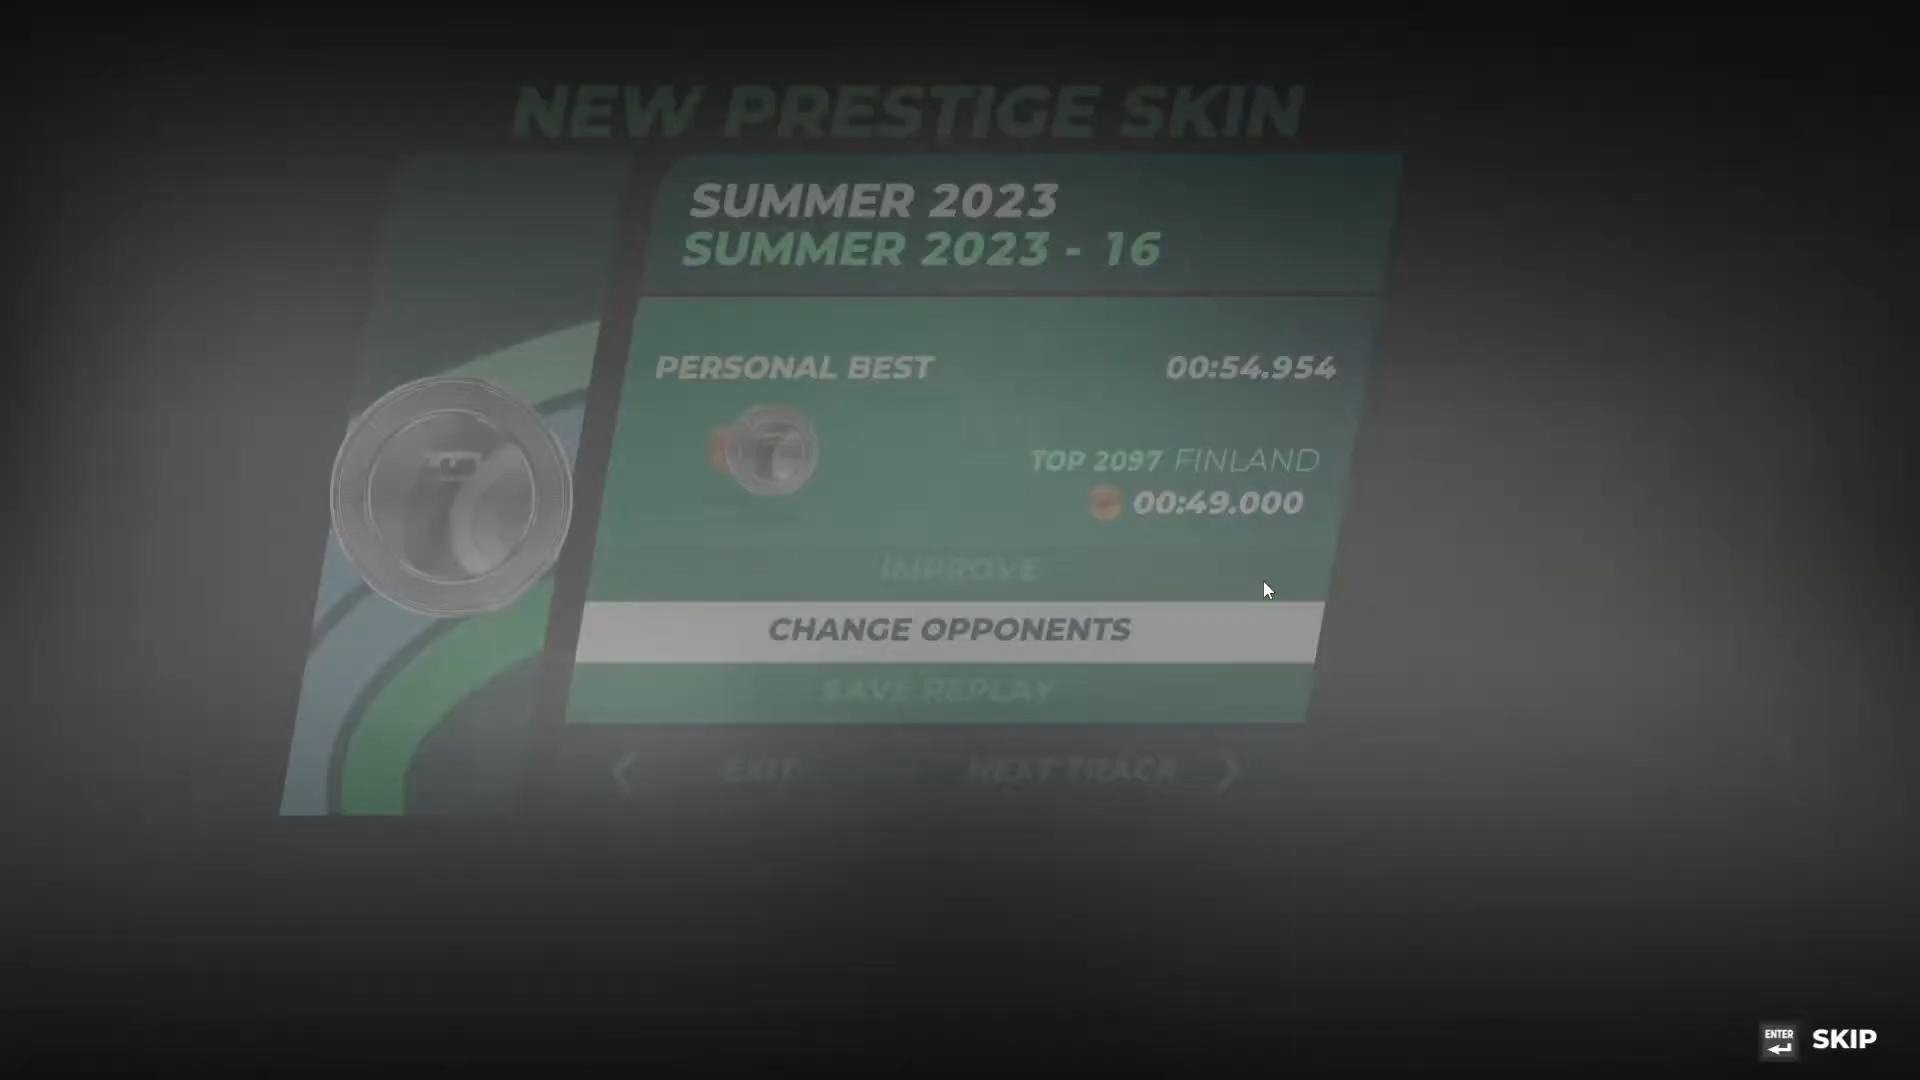 NEW PRESTIGE SKIN
SUMMER 2023
SUMMER 2023 - 16
PERSONAL BEST 00:54.954
TOP 2097 FINLAND
00:49.000
IMPROVE
CHANGE OPPONENTS
SAVE REPLAY
EXIT NEXT TRACK
ENTER SKIP